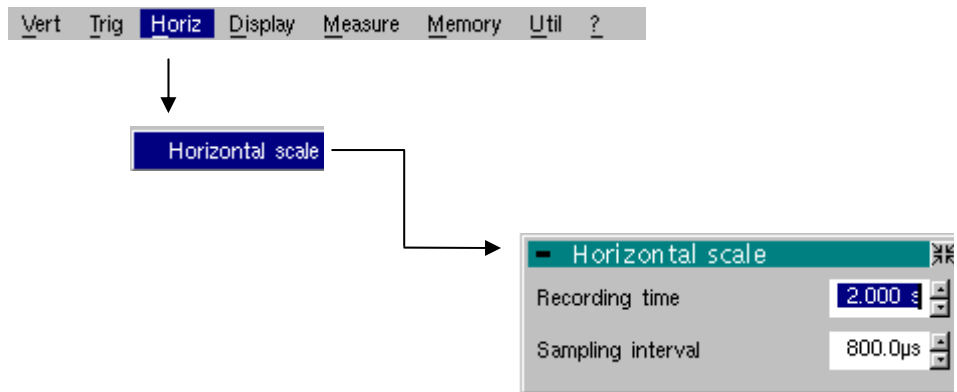 Vert Trig Horiz Display Measure Memory Util ?
Horizontal scale
Horizontal scale
Recording time 2.000 s
Sampling interval 800.0µs